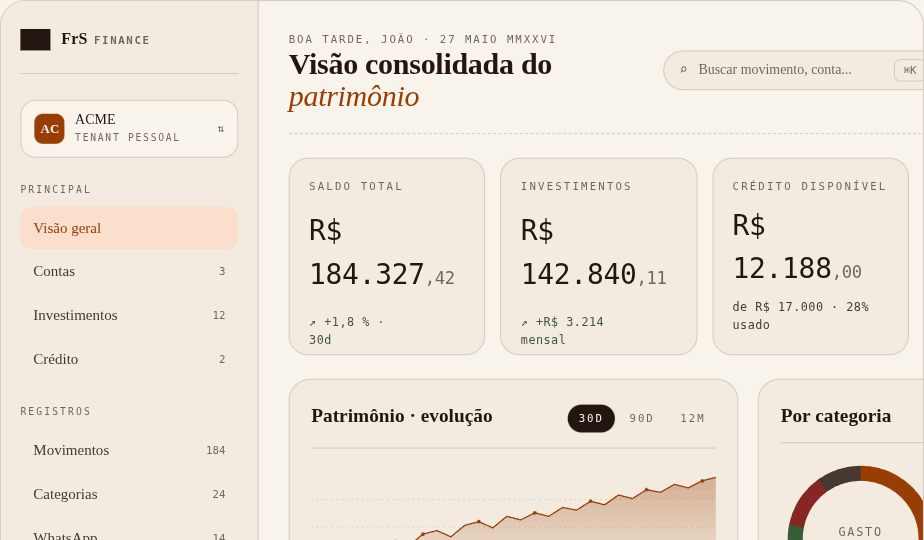 FrS FINANCE
AC
ACME
TENANT PESSOAL
⇅
PRINCIPAL
Visão geral
Contas 3
Investimentos 12
Crédito 2
REGISTROS
Movimentos 184
Categorias 24
WhatsApp 14
BOA TARDE, JOÃO · 27 MAIO MMXXVI
Visão consolidada do
patrimônio
⌕ Buscar movimento, conta... ⌘K
SALDO TOTAL
R$
184.327,42
↗ +1,8 % ·
30d
INVESTIMENTOS
R$
142.840,11
↗ +R$ 3.214
mensal
CRÉDITO DISPONÍVEL
R$
12.188,00
de R$ 17.000 · 28%
usado
Patrimônio · evolução
30D 90D 12M
Por categoria
GASTO